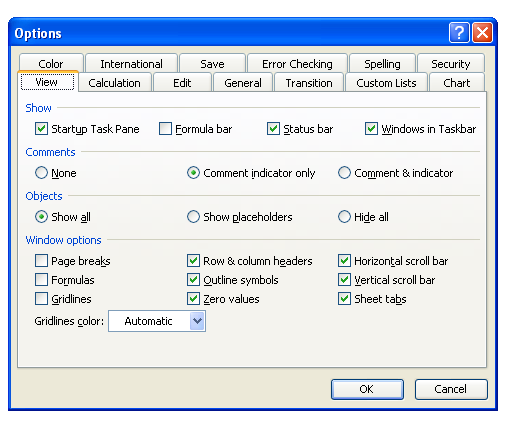 Options
Color International Save Error Checking Spelling Security
View Calculation Edit General Transition Custom Lists Chart
Show
Startup Task Pane Formula bar Status bar Windows in Taskbar
Comments
None Comment indicator only Comment & indicator
Objects
Show all Show placeholders Hide all
Window options
Page breaks Row & column headers Horizontal scroll bar
Formulas Outline symbols Vertical scroll bar
Gridlines Zero values Sheet tabs
Gridlines color: Automatic
OK Cancel